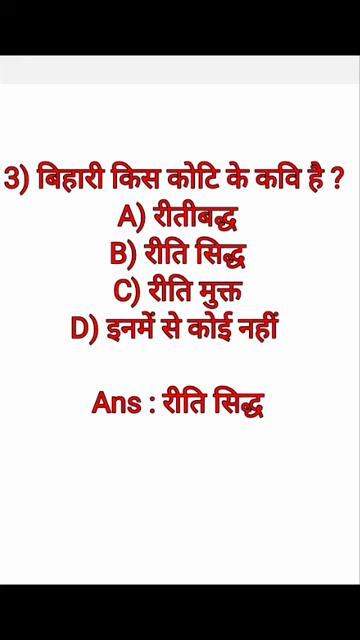 3) बिहारी किस कोटि के कवि है ?
A) रीतीबद्ध
B) रीति सिद्ध
C) रीति मुक्त
D) इनमें से कोई नहीं
Ans : रीति सिद्ध